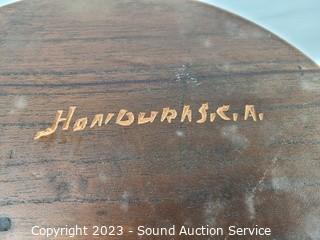 HONDURAS.C.A.
Copyright 2023 - Sound Auction Service